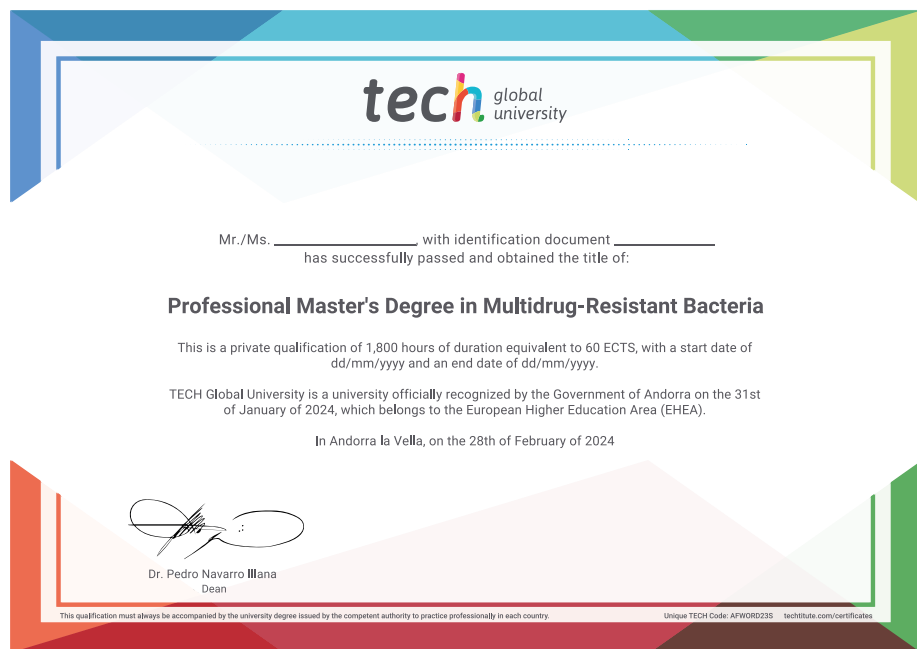 tech global university
Mr./Ms. ____________, with identification document ____________
has successfully passed and obtained the title of:
Professional Master's Degree in Multidrug-Resistant Bacteria
This is a private qualification of 1,800 hours of duration equivalent to 60 ECTS, with a start date of
dd/mm/yyyy and an end date of dd/mm/yyyy.
TECH Global University is a university officially recognized by the Government of Andorra on the 31st
of January of 2024, which belongs to the European Higher Education Area (EHEA).
In Andorra la Vella, on the 28th of February of 2024
Dr. Pedro Navarro Illana
Dean
This qualification must always be accompanied by the university degree issued by the competent authority to practice professionally in each country.
Unique TECH Code: AFWORD23S techtitute.com/certificates